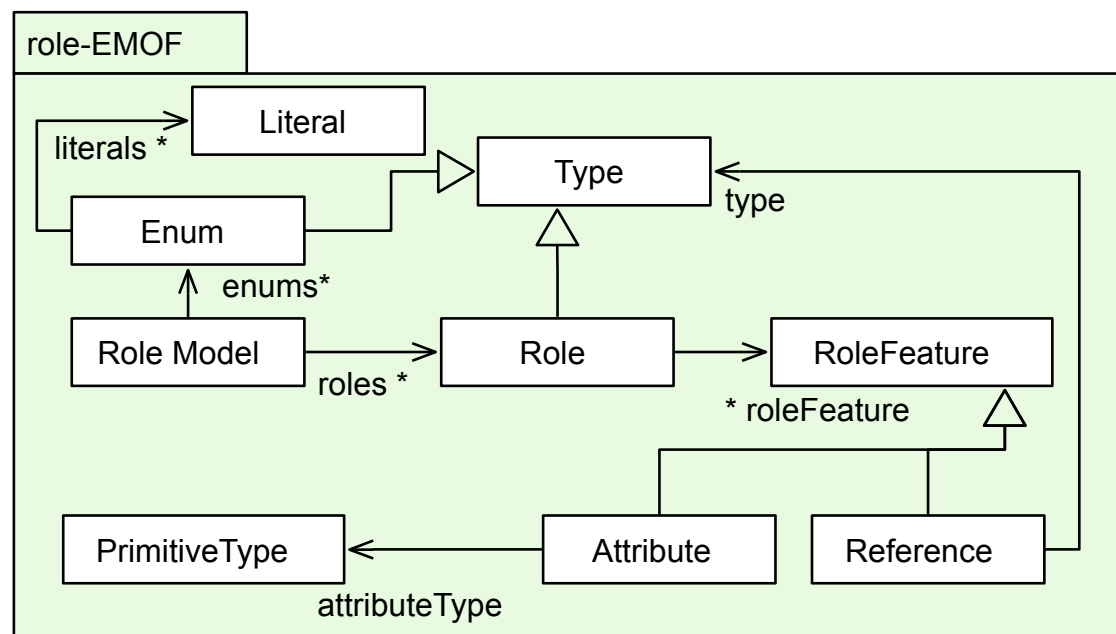 role-EMOF
Literal
literals *
Type
type
Enum
enums*
Role Model
Role
RoleFeature
roles *
* roleFeature
PrimitiveType
Attribute
Reference
attributeType